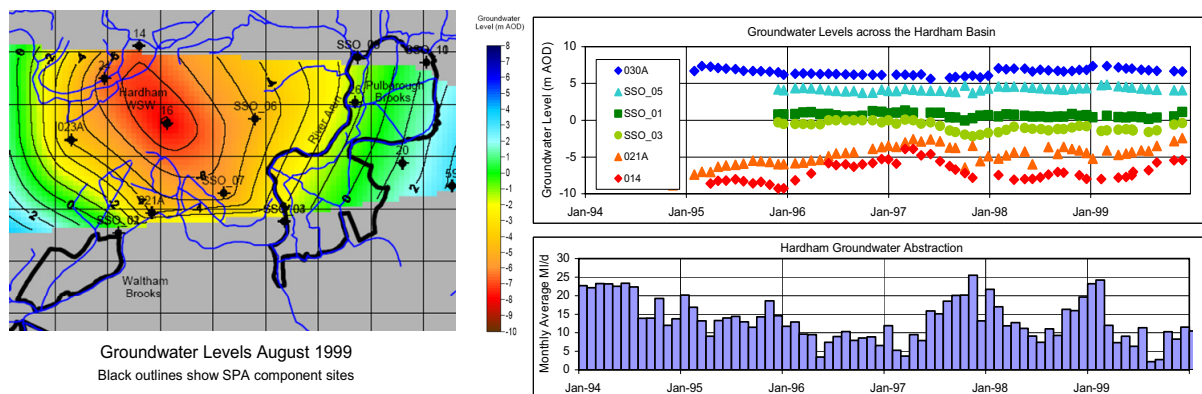 Groundwater
Level (m AOD)
8
7
6
5
4
3
2
1
0
-1
-2
-3
-4
-5
-6
-7
-8
-9
-10
14
SSO_10
Hardham
WSW
16
Pulborough
Brooks
SSO_06
River Arun
023A
20
SSO_07
021A
SSO_03
Waltham
Brooks
Groundwater Levels August 1999
Black outlines show SPA component sites
Groundwater Levels across the Hardham Basin
Groundwater Level (m AOD)
10
5
0
-5
-10
030A
SSO_05
SSO_01
SSO_03
021A
014
Jan-94 Jan-95 Jan-96 Jan-97 Jan-98 Jan-99
Hardham Groundwater Abstraction
Monthly Average Ml/d
30
25
20
15
10
5
0
Jan-94 Jan-95 Jan-96 Jan-97 Jan-98 Jan-99